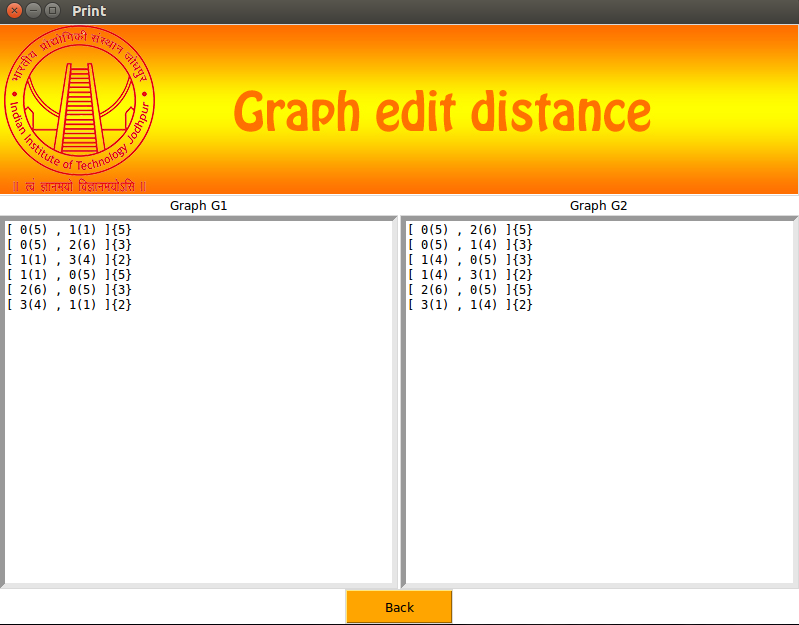 Print
भारतीय प्रौद्योगिकी संस्थान जोधपुर
Indian Institute of Technology Jodhpur
॥ त्वं ज्ञानमयो विज्ञानमयोऽसि ॥
Graph edit distance
Graph G1
[ 0(5) , 1(1) ]{5}
[ 0(5) , 2(6) ]{3}
[ 1(1) , 3(4) ]{2}
[ 1(1) , 0(5) ]{5}
[ 2(6) , 0(5) ]{3}
[ 3(4) , 1(1) ]{2}
Graph G2
[ 0(5) , 2(6) ]{5}
[ 0(5) , 1(4) ]{3}
[ 1(4) , 0(5) ]{3}
[ 1(4) , 3(1) ]{2}
[ 2(6) , 0(5) ]{5}
[ 3(1) , 1(4) ]{2}
Back